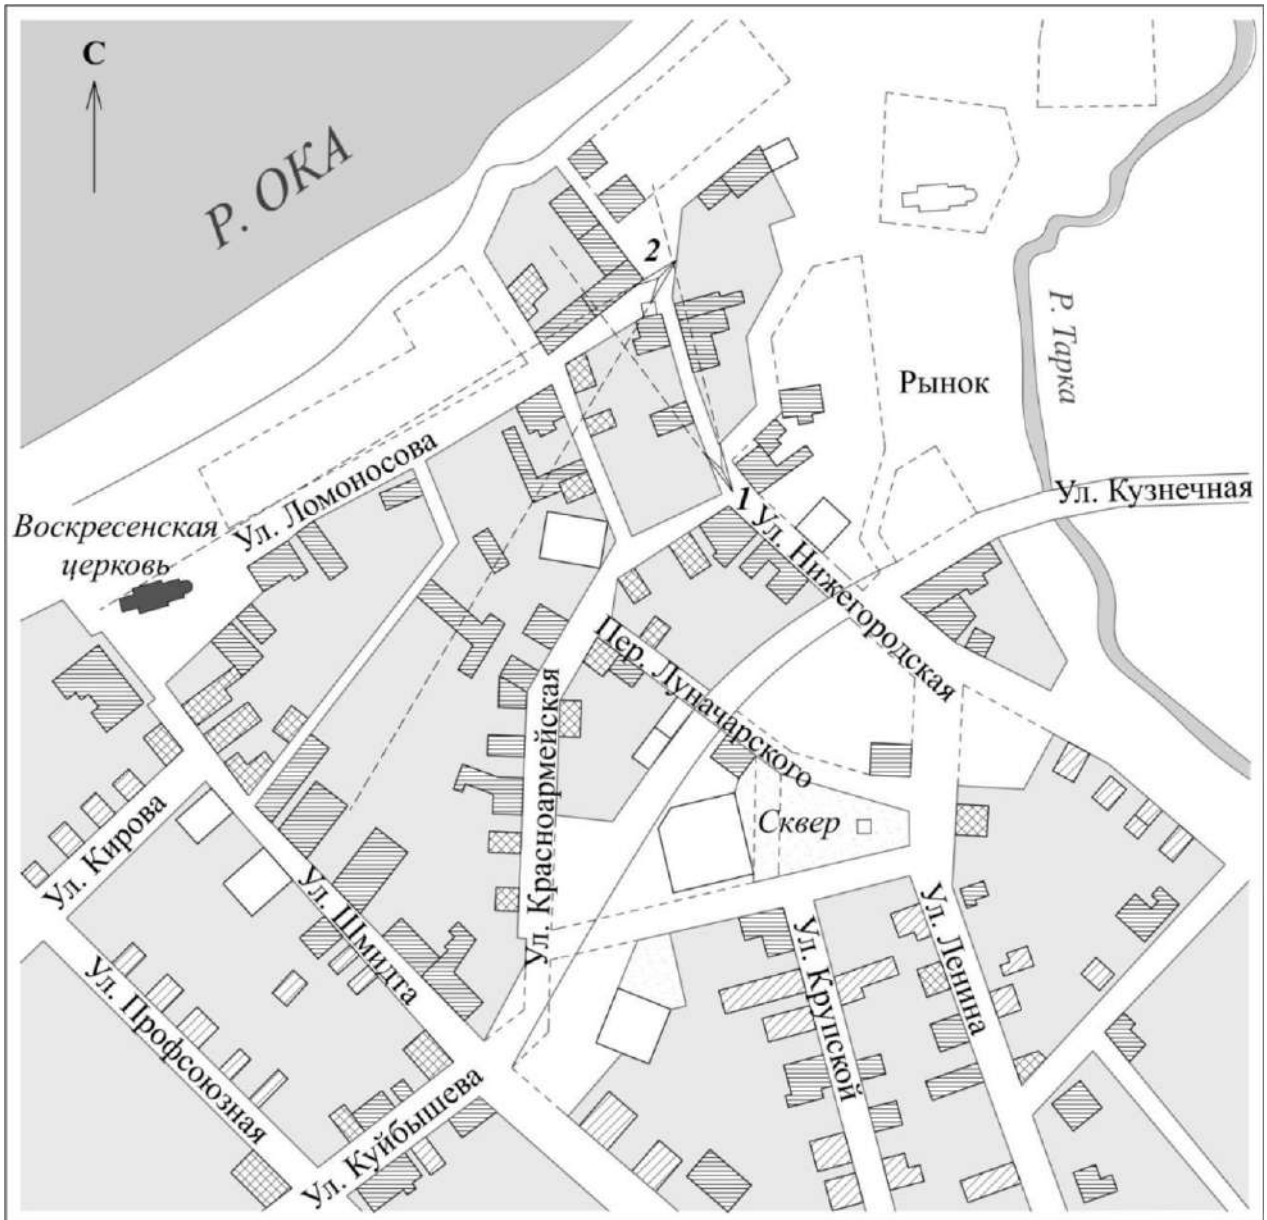 С
Р. ОКА
2
Р. Тарка
Рынок
Ул. Ломоносова
Воскресенская
церковь
1
Ул. Кузнечная
Ул. Нижегородская
Пер. Луначарского
Ул. Красноармейская
Сквер
Ул. Кирова
Ул. Шмидта
Ул. Ленина
Ул. Крупской
Ул. Профсоюзная
Ул. Куйбышева